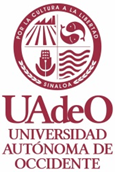 POR LA CULTURA A LA LIBERTAD
SINALOA
UAdeO
UNIVERSIDAD
AUTÓNOMA DE
OCCIDENTE